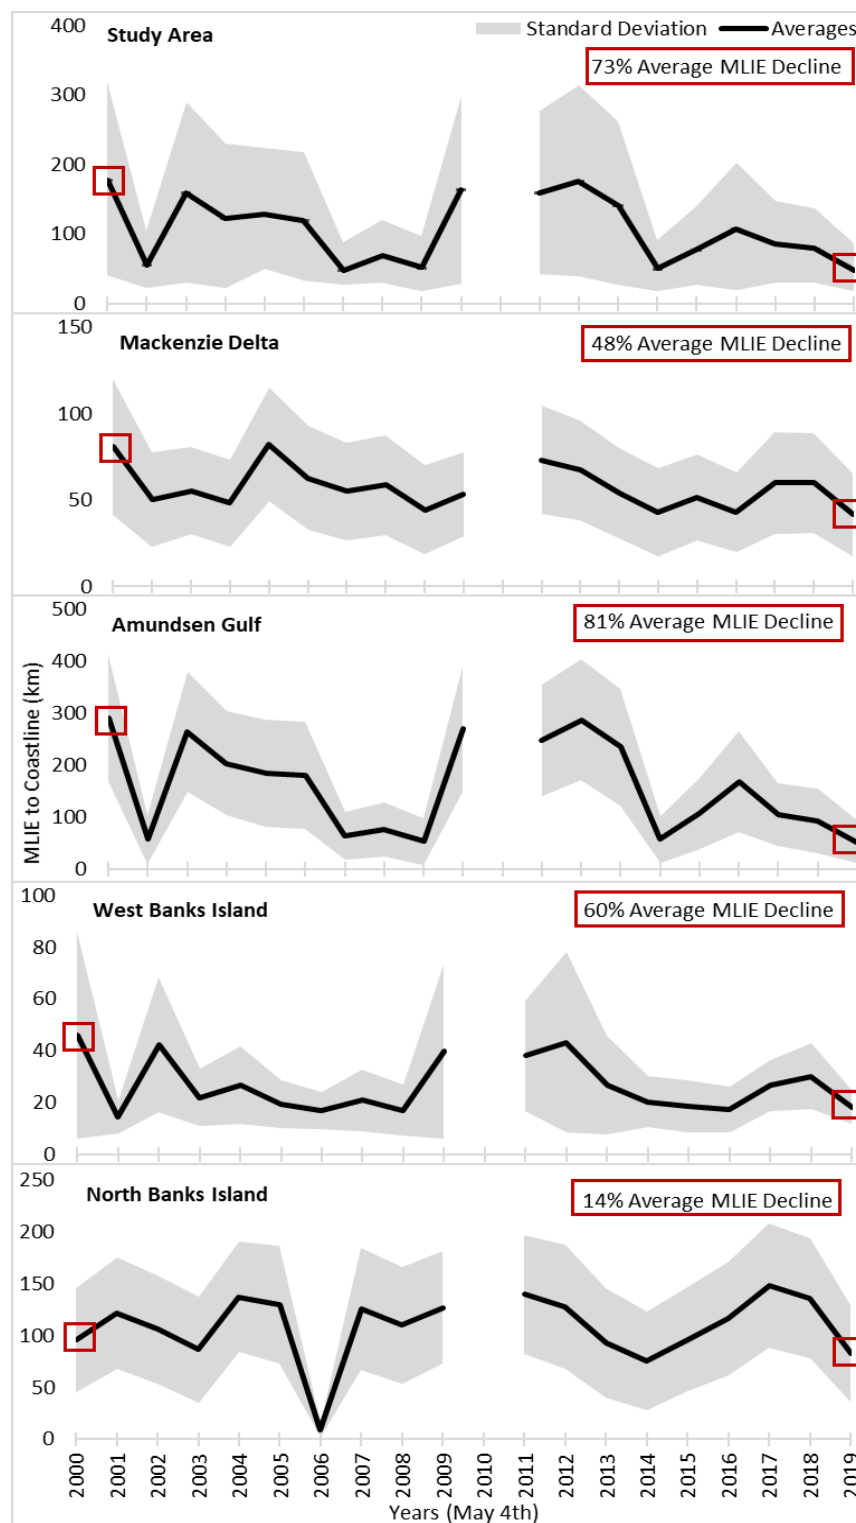 400
Study Area
Standard Deviation
Averages
73% Average MLIE Decline
300
200
100
0
150
Mackenzie Delta
48% Average MLIE Decline
100
50
0
500
Amundsen Gulf
81% Average MLIE Decline
400
300
200
100
0
MLIE to Coastline (km)
100
West Banks Island
60% Average MLIE Decline
80
60
40
20
0
250
North Banks Island
14% Average MLIE Decline
200
150
100
50
0
2000 2001 2002 2003 2004 2005 2006 2007 2008 2009 2010 2011 2012 2013 2014 2015 2016 2017 2018 2019
Years (May 4th)